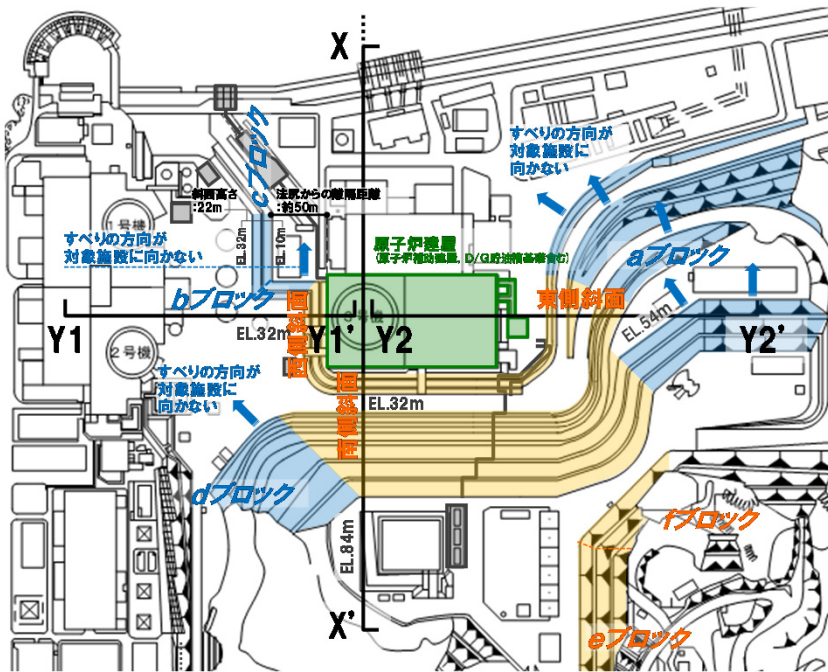 X
すべりの方向が
対象施設に
向かない
cブロック
斜面高さ
:22m
法尻からの離隔距離
:約50m
1号機
EL.32m
EL.10m
すべりの方向が
対象施設に向かない
原子炉建屋
(原子炉補助建屋, D/G貯油槽基礎含む)
aブロック
bブロック
東側斜面
EL.54m
EL.32m
西側斜面
Y1
Y1'
Y2
3号機
Y2'
2号機
すべりの方向が
対象施設に
向かない
EL.32m
南側斜面
dブロック
fブロック
EL.84m
X'
eブロック